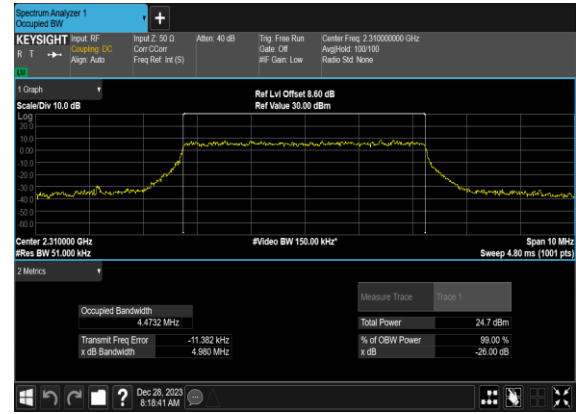 Spectrum Analyzer 1
Occupied BW
+
KEYSIGHT Input: RF Input Z: 50 Ω Atten: 40 dB Trig: Free Run Center Freq: 2.310000000 GHz
R T Coupling: DC Corr CCorr Gate: Off Avg|Hold: 100/100
Align: Auto Freq Ref: Int (S) #IF Gain: Low Radio Std: None
LXI
1 Graph
Ref Lvl Offset 8.60 dB
Scale/Div 10.0 dB Ref Value 30.00 dBm
Log
20.0
10.0
0.00
-10.0
-20.0
-30.0
-40.0
-50.0
-60.0
Center 2.310000 GHz #Video BW 150.00 kHz* Span 10 MHz
#Res BW 51.000 kHz Sweep 4.80 ms (1001 pts)
2 Metrics
Measure Trace Trace 1
Occupied Bandwidth
4.4732 MHz Total Power 24.7 dBm
Transmit Freq Error -11.382 kHz % of OBW Power 99.00 %
x dB Bandwidth 4.980 MHz x dB -26.00 dB
? Dec 28, 2023
8:18:41 AM